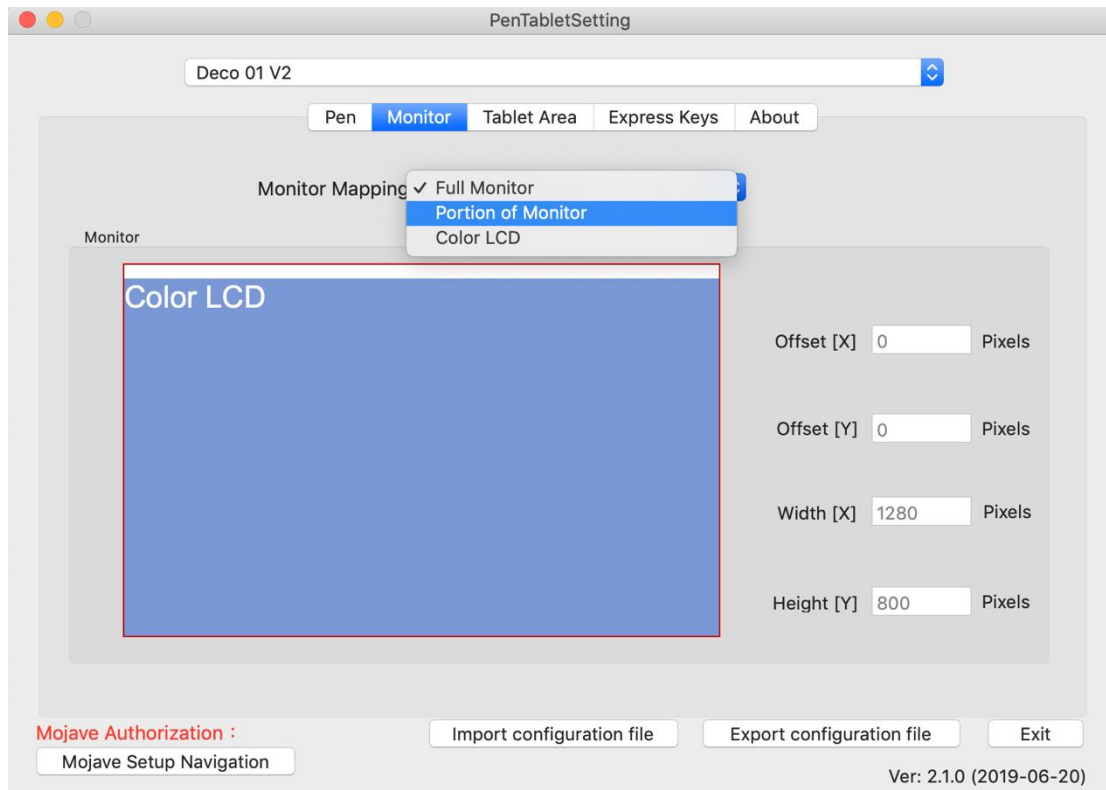 PenTabletSetting
Deco 01 V2
Pen Monitor Tablet Area Express Keys About
Monitor Mapping ✓ Full Monitor
Portion of Monitor
Color LCD
Monitor
Color LCD
Offset [X] 0 Pixels
Offset [Y] 0 Pixels
Width [X] 1280 Pixels
Height [Y] 800 Pixels
Mojave Authorization :
Import configuration file Export configuration file Exit
Mojave Setup Navigation
Ver: 2.1.0 (2019-06-20)